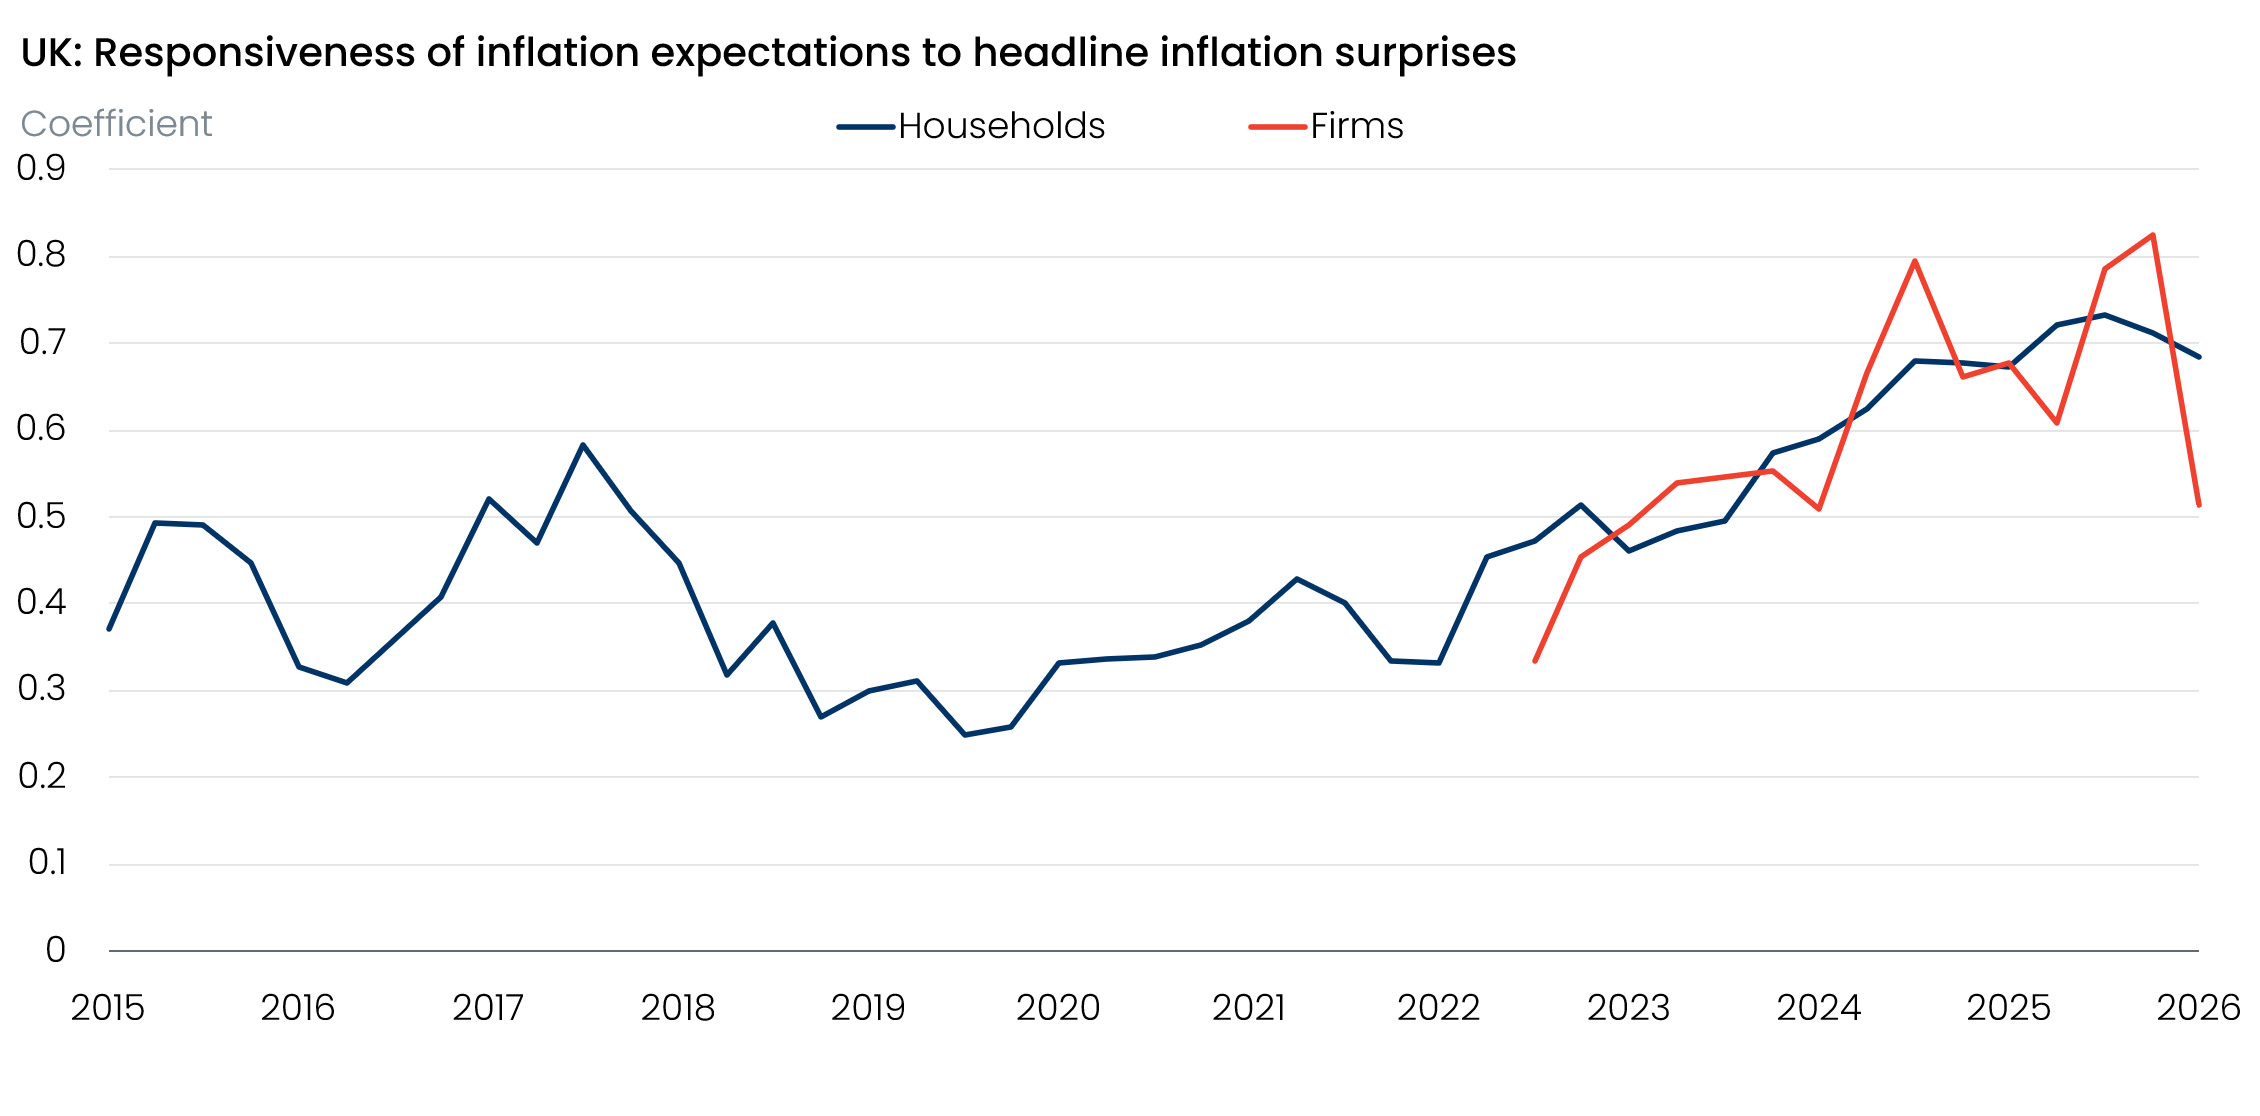 UK: Responsiveness of inflation expectations to headline inflation surprises
Coefficient
Households
Firms
0.9
0.8
0.7
0.6
0.5
0.4
0.3
0.2
0.1
0
2015 2016 2017 2018 2019 2020 2021 2022 2023 2024 2025 2026